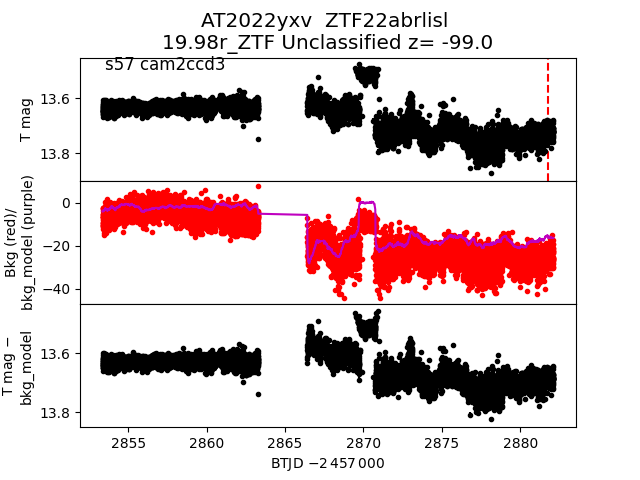 AT2022yxv ZTF22abrlisl
19.98r_ZTF Unclassified z= -99.0
s57 cam2ccd3
T mag
13.6
13.8
Bkg (red)/
bkg_model (purple)
0
−20
−40
T mag −
bkg_model
13.6
13.8
2855
2860
2865
2870
2875
2880
BTJD −2 457 000